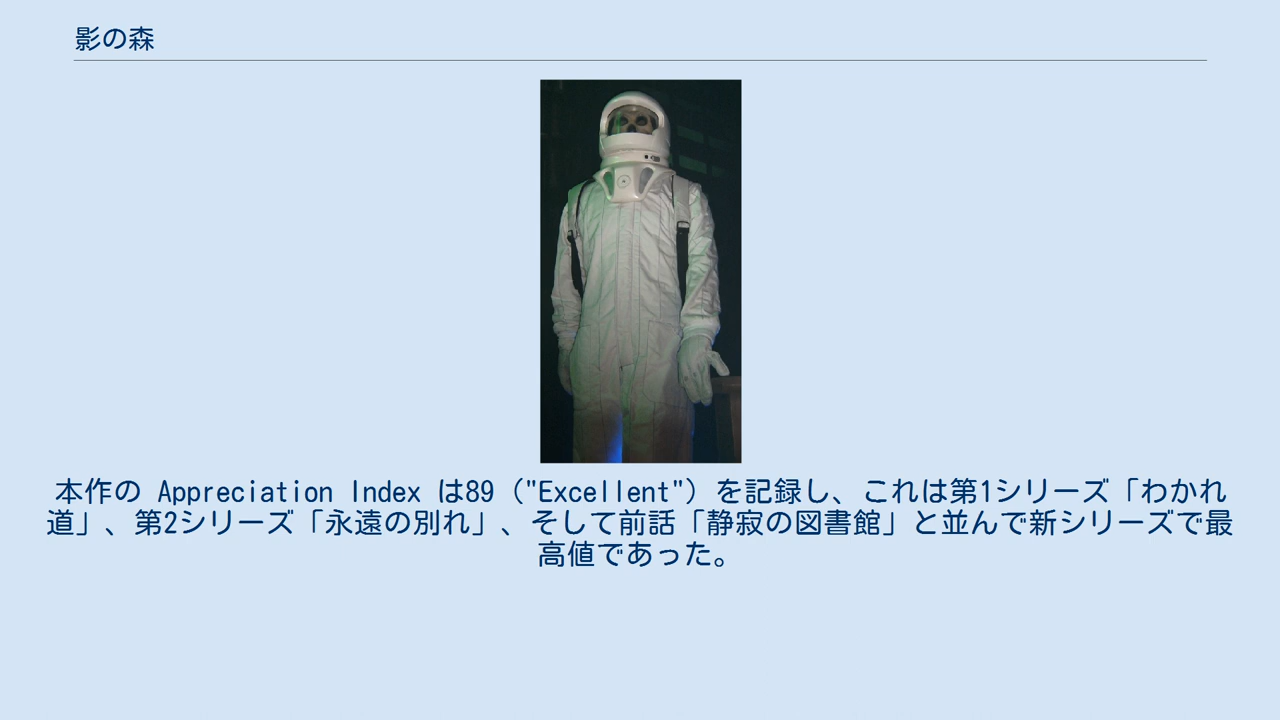 影の森
本作の Appreciation Index は89（"Excellent"）を記録し、これは第1シリーズ「わかれ
道」、第2シリーズ「永遠の別れ」、そして前話「静寂の図書館」と並んで新シリーズで最
高値であった。